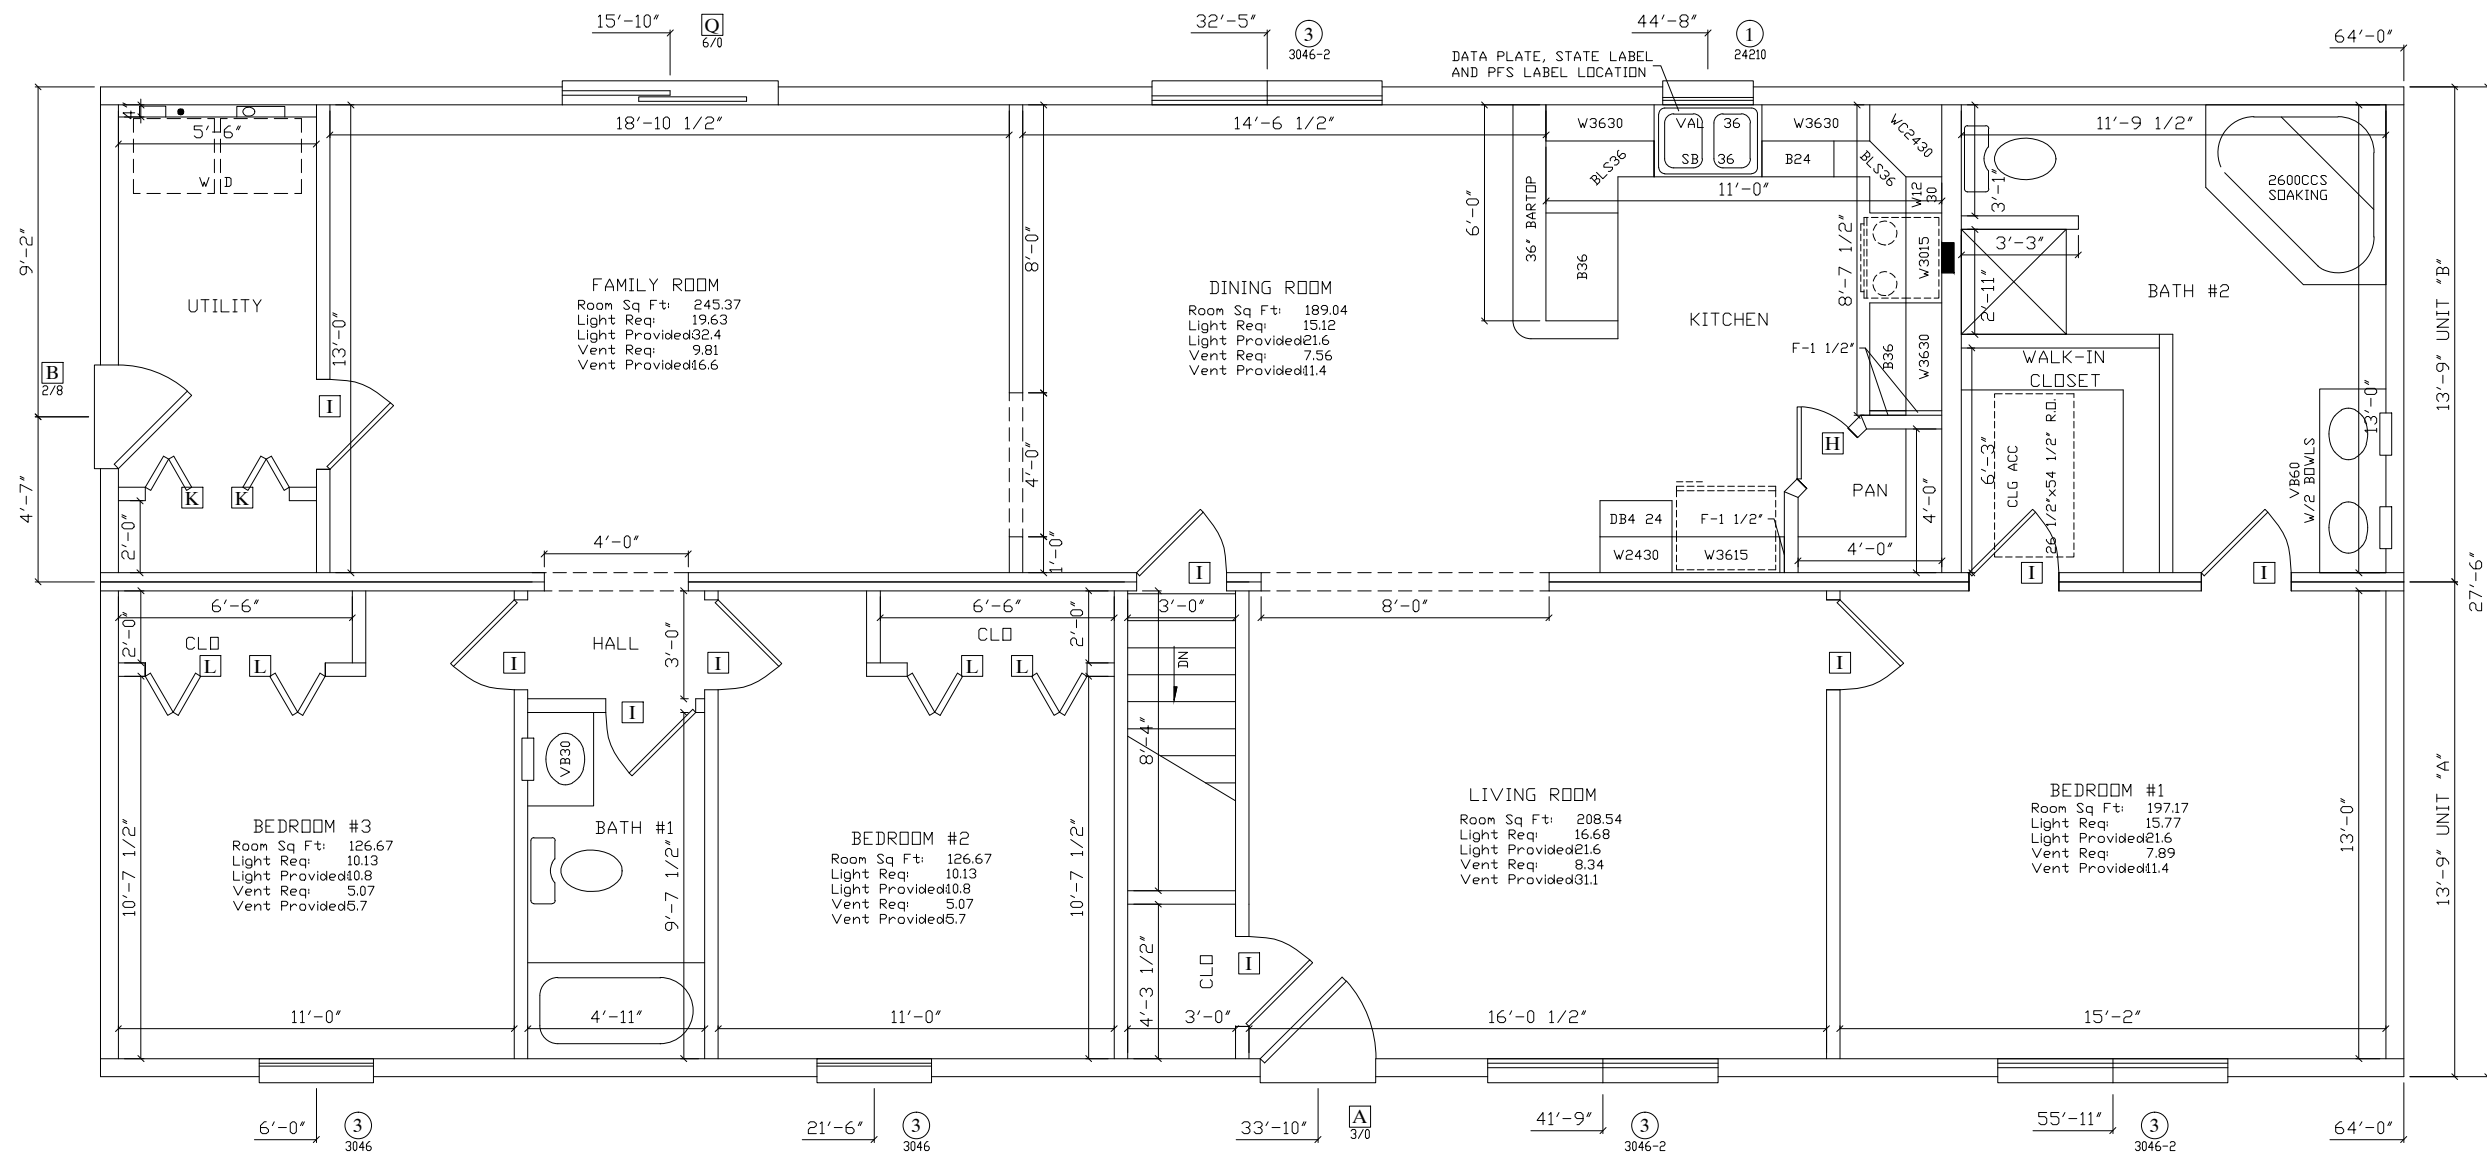 15'-10"
Q
6/0
32'-5"
3
3046-2
44'-8"
1
24210
64'-0"
DATA PLATE, STATE LABEL
AND PFS LABEL LOCATION
4"
5'-6"
18'-10 1/2"
14'-6 1/2"
W3630
VAL 36
W3630
WC2430
11'-9 1/2"
BLS36
SB 36
B24
BLS36
W D
11'-0"
W12
30
3'-1"
2600CCS
SOAKING
36" BARTOP
6'-0"
8'-0"
9'-2"
8'-7 1/2"
W3015
3'-3"
B36
2'-11"
UTILITY
FAMILY ROOM
Room Sq Ft: 245.37
Light Req: 19.63
Light Provided:32.4
Vent Req: 9.81
Vent Provided:16.6
DINING ROOM
Room Sq Ft: 189.04
Light Req: 15.12
Light Provided:21.6
Vent Req: 7.56
Vent Provided:11.4
KITCHEN
BATH #2
13'-9" UNIT "B"
13'-0"
F-1 1/2"
B36
W3630
WALK-IN
CLOSET
B
2/8
I
H
13'-0"
4'-7"
K
K
4'-0"
PAN
4'-0"
6'-3"
CLG ACC
26 1/2"x54 1/2" R.O.
VB60
W/2 BOWLS
2'-0"
4'-0"
1'-0"
DB4 24
F-1 1/2"
W2430
W3615
4'-0"
I
I
I
27'-6"
6'-6"
6'-6"
3'-0"
8'-0"
2'-0"
CLO
L
L
I
HALL
3'-0"
I
CLO
2'-0"
L
L
DN
I
I
VB30
8'-4"
BEDROOM #3
Room Sq Ft: 126.67
Light Req: 10.13
Light Provided:10.8
Vent Req: 5.07
Vent Provided:5.7
10'-7 1/2"
BATH #1
9'-7 1/2"
BEDROOM #2
Room Sq Ft: 126.67
Light Req: 10.13
Light Provided:10.8
Vent Req: 5.07
Vent Provided:5.7
10'-7 1/2"
LIVING ROOM
Room Sq Ft: 208.54
Light Req: 16.68
Light Provided:21.6
Vent Req: 8.34
Vent Provided:31.1
BEDROOM #1
Room Sq Ft: 197.17
Light Req: 15.77
Light Provided:21.6
Vent Req: 7.89
Vent Provided:11.4
13'-0"
13'-9" UNIT "A"
4'-3 1/2"
CLO
I
11'-0"
4'-11"
11'-0"
3'-0"
16'-0 1/2"
15'-2"
6'-0"
3
3046
21'-6"
3
3046
33'-10"
A
3/0
41'-9"
3
3046-2
55'-11"
3
3046-2
64'-0"